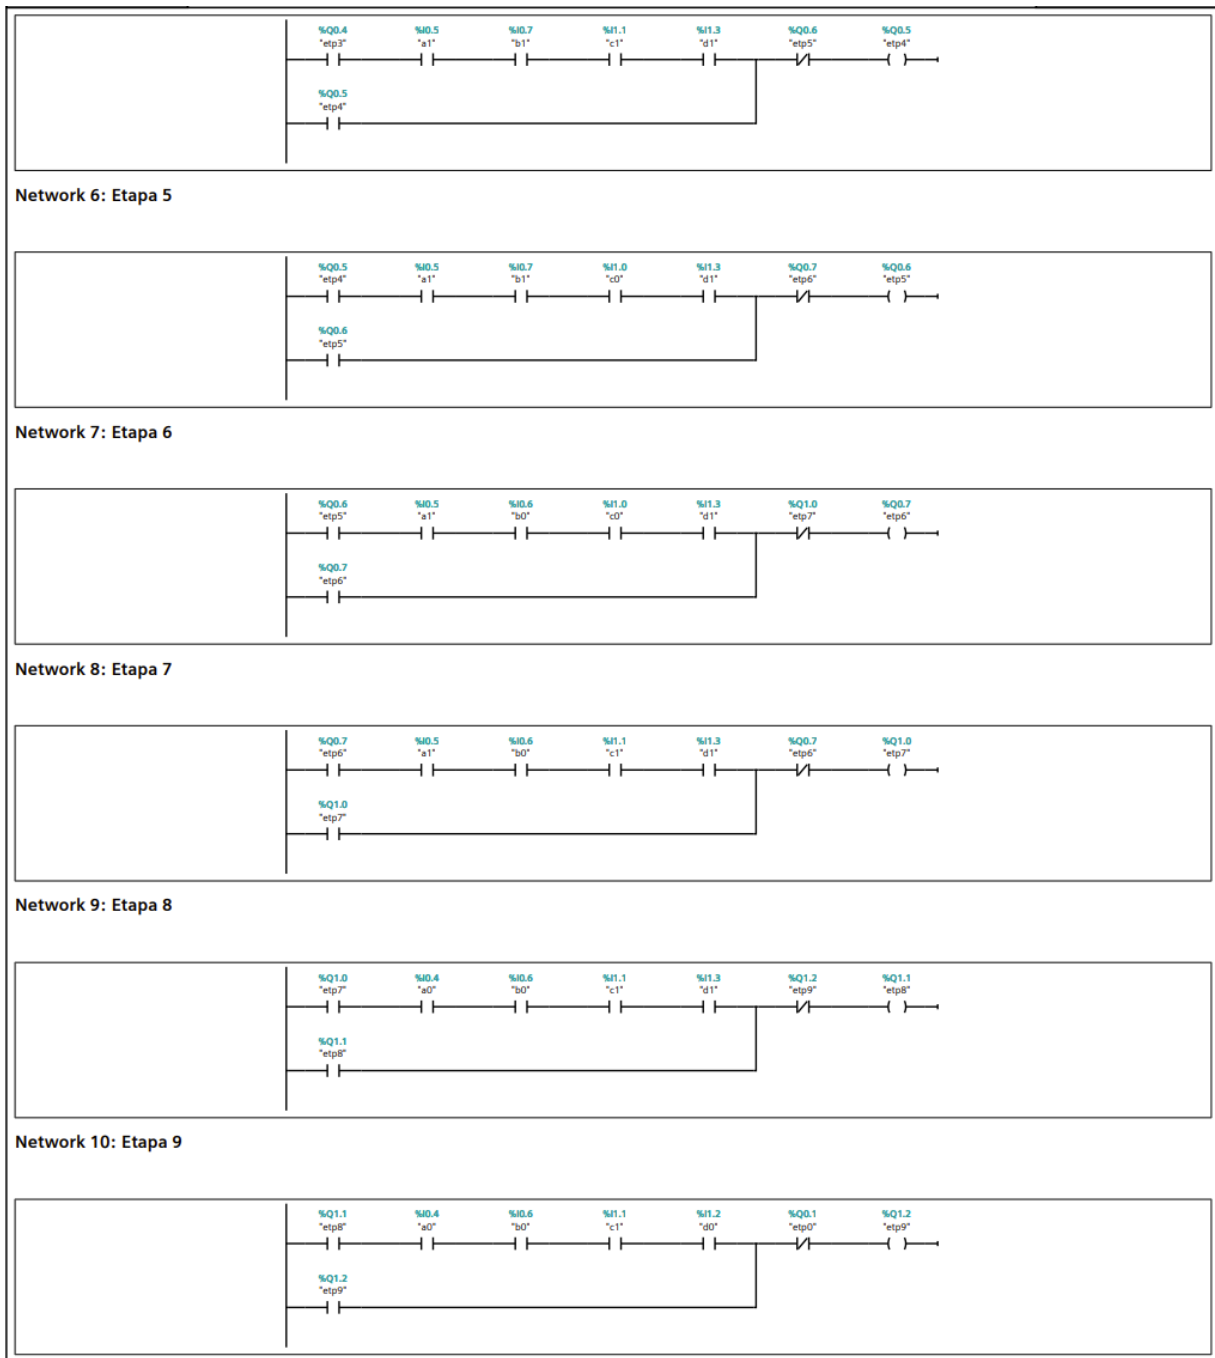 %Q0.4 %I0.5 %I0.7 %I1.1 %I1.3 %Q0.6 %Q0.5
"etp3" "a1" "b1" "c1" "d1" "etp5" "etp4"
%Q0.5
"etp4"
Network 6: Etapa 5
%Q0.5 %I0.5 %I0.7 %I1.0 %I1.3 %Q0.7 %Q0.6
"etp4" "a1" "b1" "c0" "d1" "etp6" "etp5"
%Q0.6
"etp5"
Network 7: Etapa 6
%Q0.6 %I0.5 %I0.6 %I1.0 %I1.3 %Q1.0 %Q0.7
"etp5" "a1" "b0" "c0" "d1" "etp7" "etp6"
%Q0.7
"etp6"
Network 8: Etapa 7
%Q0.7 %I0.5 %I0.6 %I1.1 %I1.3 %Q0.7 %Q1.0
"etp6" "a1" "b0" "c1" "d1" "etp6" "etp7"
%Q1.0
"etp7"
Network 9: Etapa 8
%Q1.0 %I0.4 %I0.6 %I1.1 %I1.3 %Q1.2 %Q1.1
"etp7" "a0" "b0" "c1" "d1" "etp9" "etp8"
%Q1.1
"etp8"
Network 10: Etapa 9
%Q1.1 %I0.4 %I0.6 %I1.1 %I1.2 %Q0.1 %Q1.2
"etp8" "a0" "b0" "c1" "d0" "etp0" "etp9"
%Q1.2
"etp9"